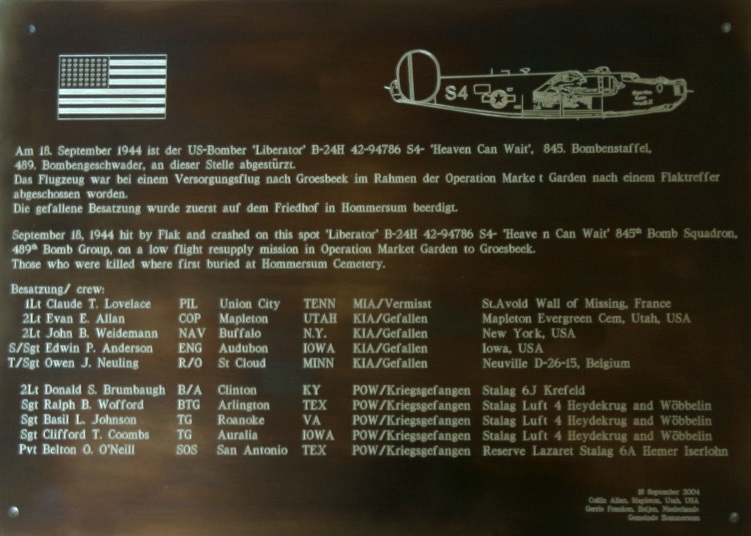 S4
Heaven Can Wait
Am 18. September 1944 ist der US-Bomber 'Liberator' B-24H 42-94786 S4- 'Heaven Can Wait', 845. Bombenstaffel,
489. Bombengeschwader, an dieser Stelle abgestürzt.
Das Flugzeug war bei einem Versorgungsflug nach Groesbeek im Rahmen der Operation Marke t Garden nach einem Flaktreffer
abgeschossen worden.
Die gefallene Besatzung wurde zuerst auf dem Friedhof in Hommersum beerdigt.
September 18, 1944 hit by Flak and crashed on this spot 'Liberator' B-24H 42-94786 S4- 'Heave n Can Wait' 845th Bomb Squadron,
489th Bomb Group, on a low flight resupply mission in Operation Market Garden to Groesbeek.
Those who were killed where first buried at Hommersum Cemetery.
Besatzung/ crew:
1Lt Claude T. Lovelace PIL Union City TENN MIA/Vermisst St.Avold Wall of Missing, France
2Lt Evan E. Allan COP Mapleton UTAH KIA/Gefallen Mapleton Evergreen Cem, Utah, USA
2Lt John B. Weidemann NAV Buffalo N.Y. KIA/Gefallen New York, USA
S/Sgt Edwin P. Anderson ENG Audubon IOWA KIA/Gefallen Iowa, USA
T/Sgt Owen J. Neuling R/O St Cloud MINN KIA/Gefallen Neuville D-26-15, Belgium
2Lt Donald S. Brumbaugh B/A Clinton KY POW/Kriegsgefangen Stalag 6J Krefeld
Sgt Ralph B. Wofford BTG Arlington TEX POW/Kriegsgefangen Stalag Luft 4 Heydekrug and Wöbbelin
Sgt Basil L. Johnson TG Roanoke VA POW/Kriegsgefangen Stalag Luft 4 Heydekrug and Wöbbelin
Sgt Clifford T. Coombs TG Auralia IOWA POW/Kriegsgefangen Stalag Luft 4 Heydekrug and Wöbbelin
Pvt Belton O. O'Neill SOS San Antonio TEX POW/Kriegsgefangen Reserve Lazaret Stalag 6A Hemer Iserlohn
18 September 2004
Collin Allen, Mapleton, Utah, USA
Gerrie Franken, Heijen, Niederlande
Gemeinde Hommersum